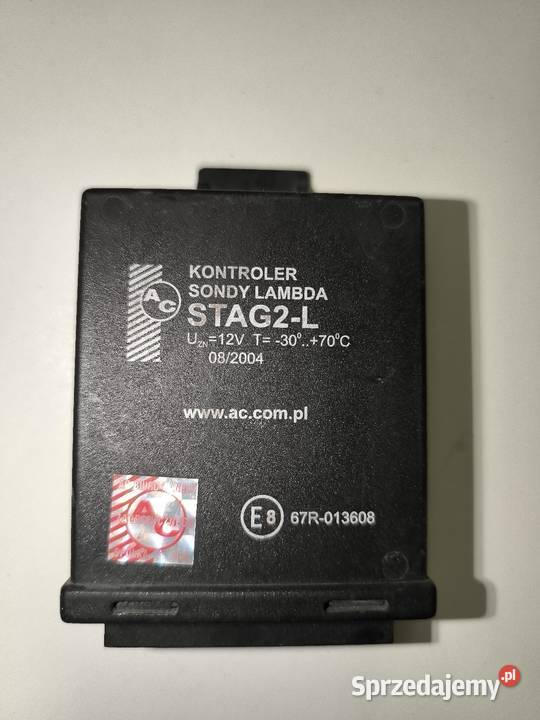 AC
KONTROLER
SONDY LAMBDA
STAG2-L
UZN=12V T= -30°..+70°C
08/2004
www.ac.com.pl
AC
E8 67R-013608
Sprzedajemy.pl